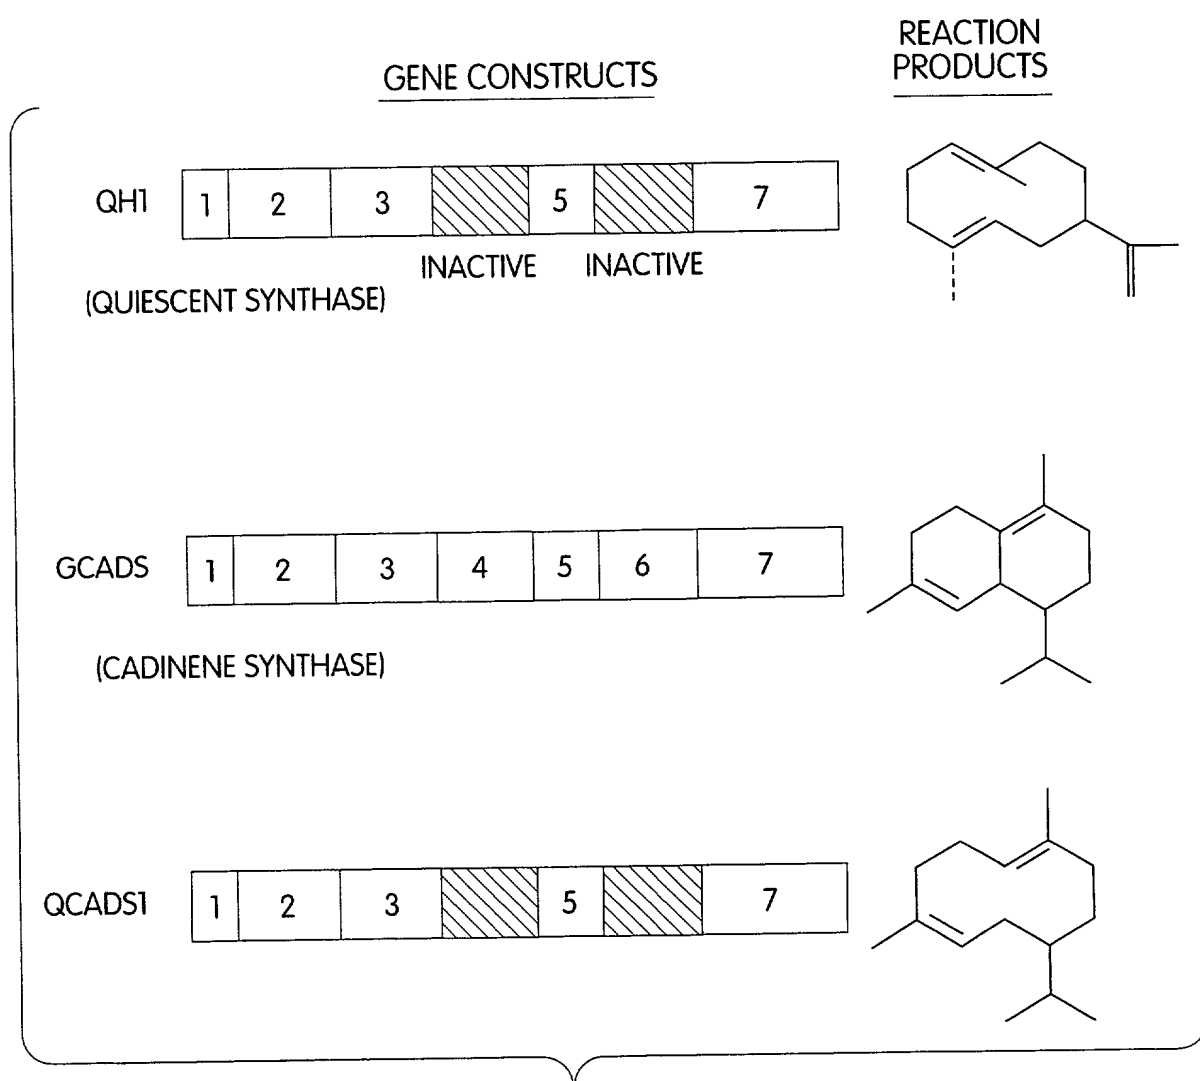 GENE CONSTRUCTS
REACTION
PRODUCTS
QH1
1 2 3 5 7
INACTIVE INACTIVE
(QUIESCENT SYNTHASE)
GCADS
1 2 3 4 5 6 7
(CADINENE SYNTHASE)
QCADS1
1 2 3 5 7